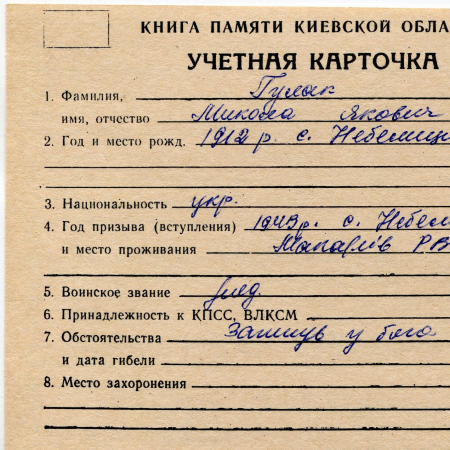 КНИГА ПАМЯТИ КИЕВСКОЙ ОБЛА
УЧЕТНАЯ КАРТОЧКА
1. Фамилия, Гулак
имя, отчество Микола Якович
2. Год и место рожд. 1912 р. с. Небелиц
3. Национальность укр.
4. Год призыва (вступления) 1943 р. с. Небел
и место проживания Макарів РВ
5. Воинское звание
6. Принадлежность к КПСС, ВЛКСМ
7. Обстоятельства Загинув у бою
и дата гибели
8. Место захоронения